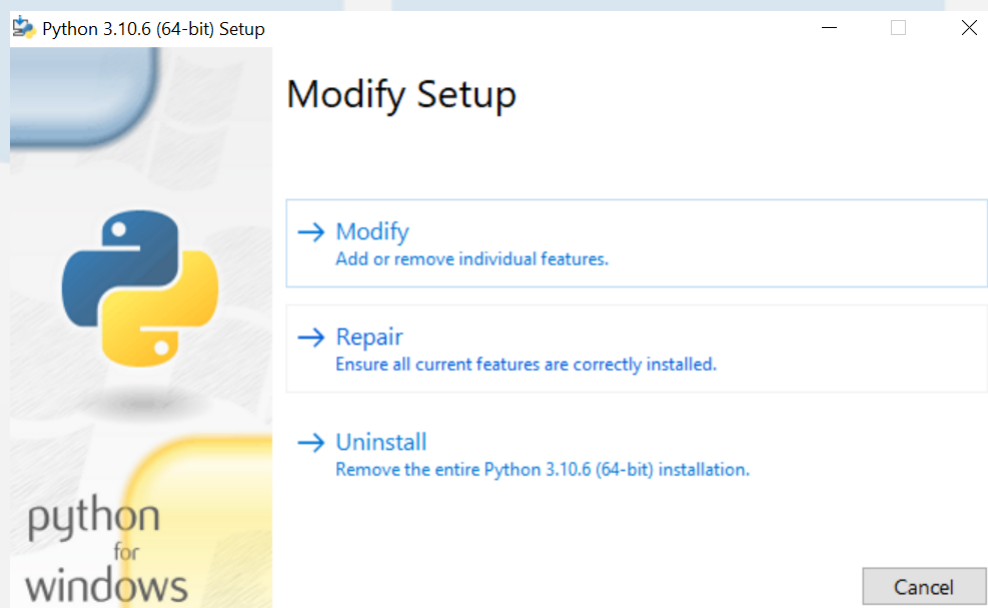 Python 3.10.6 (64-bit) Setup
Modify Setup
Modify
Add or remove individual features.
Repair
Ensure all current features are correctly installed.
Uninstall
Remove the entire Python 3.10.6 (64-bit) installation.
python
for
windows
Cancel